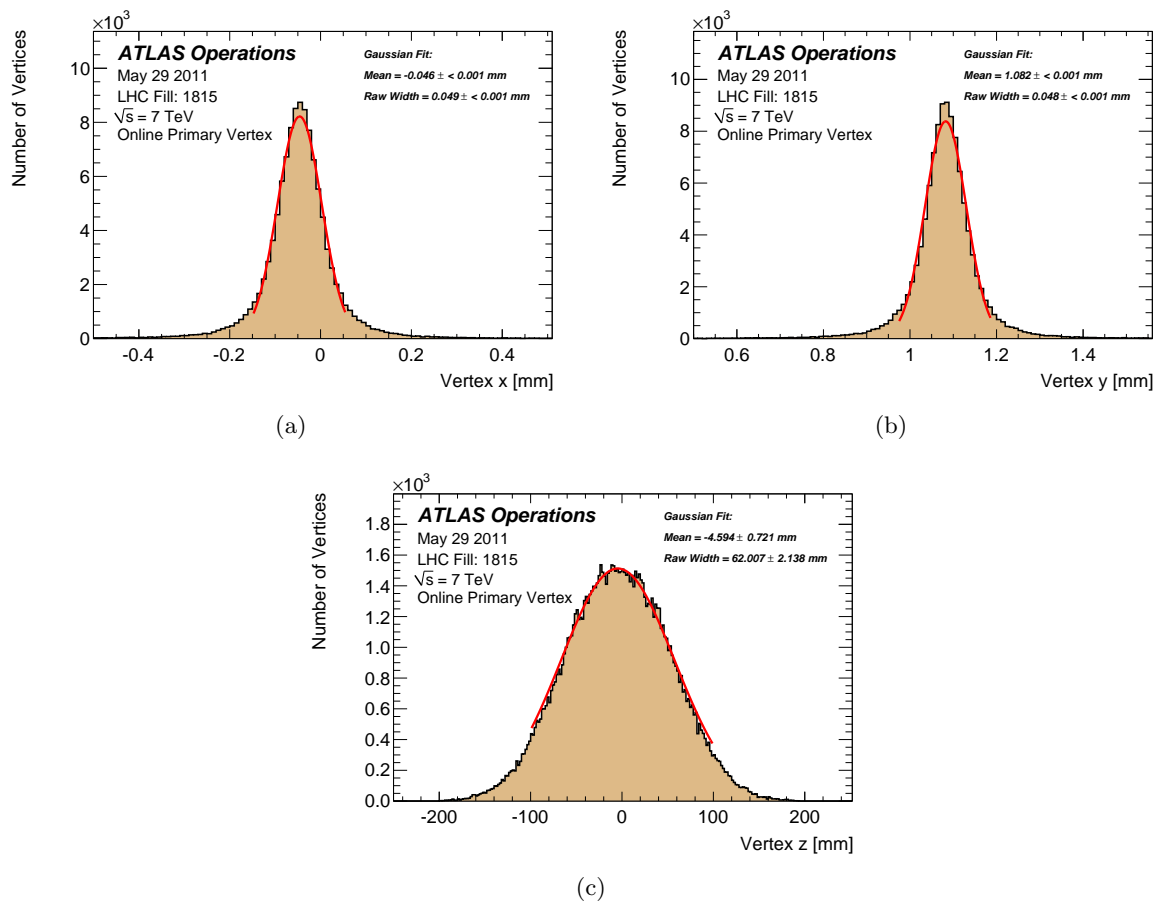 ×10³
Number of Vertices
ATLAS Operations
May 29 2011
LHC Fill: 1815
√s = 7 TeV
Online Primary Vertex
Gaussian Fit:
Mean = -0.046 ± < 0.001 mm
Raw Width = 0.049 ± < 0.001 mm
10
8
6
4
2
0
-0.4
-0.2
0
0.2
0.4
Vertex x [mm]
(a)
×10³
Number of Vertices
ATLAS Operations
May 29 2011
LHC Fill: 1815
√s = 7 TeV
Online Primary Vertex
Gaussian Fit:
Mean = 1.082 ± < 0.001 mm
Raw Width = 0.048 ± < 0.001 mm
10
8
6
4
2
0
0.6
0.8
1
1.2
1.4
Vertex y [mm]
(b)
×10³
Number of Vertices
ATLAS Operations
May 29 2011
LHC Fill: 1815
√s = 7 TeV
Online Primary Vertex
Gaussian Fit:
Mean = -4.594 ± 0.721 mm
Raw Width = 62.007 ± 2.138 mm
1.8
1.6
1.4
1.2
1.0
0.8
0.6
0.4
0.2
0.0
-200
-100
0
100
200
Vertex z [mm]
(c)